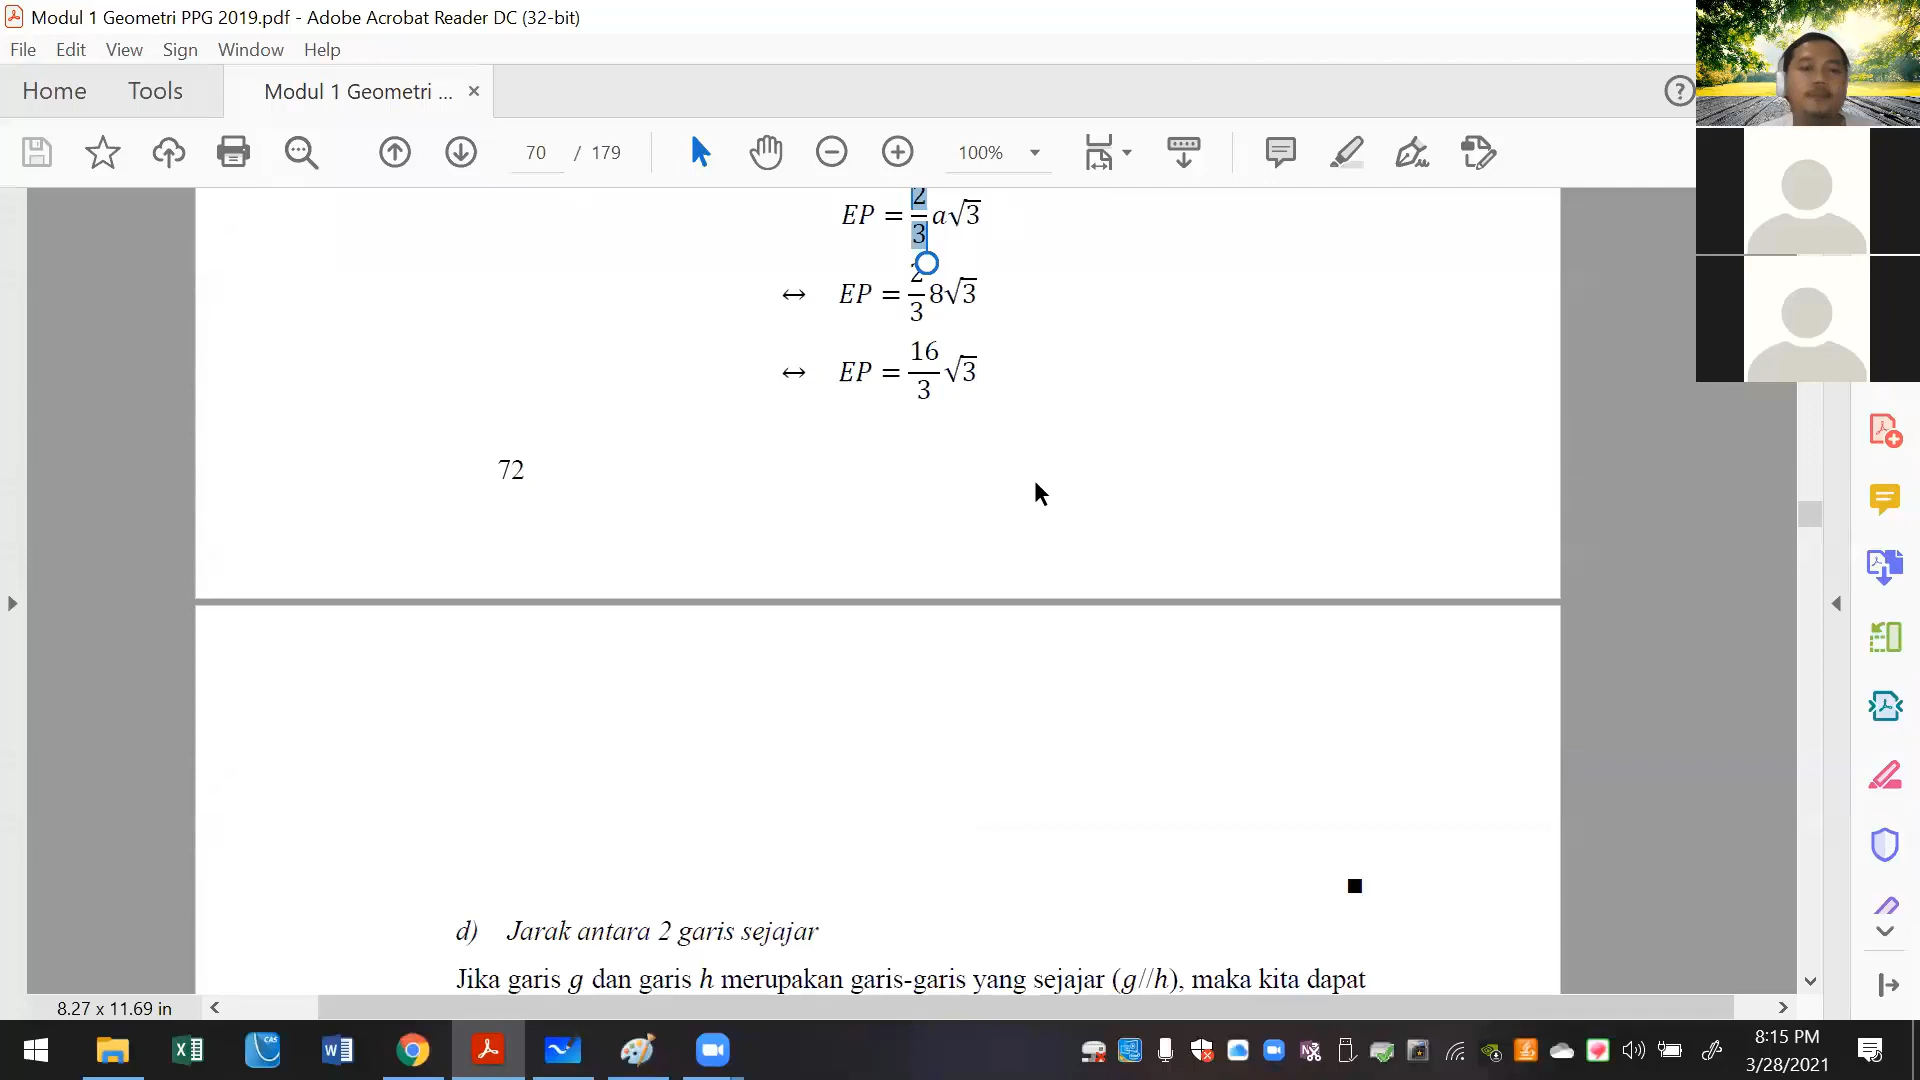 Modul 1 Geometri PPG 2019.pdf - Adobe Acrobat Reader DC (32-bit)
File Edit View Sign Window Help
Home Tools Modul 1 Geometri ... ×
70 / 179 100%
EP = 2/3 a√3
↔ EP = 2/3 8√3
↔ EP = 16/3 √3
72
■
d) Jarak antara 2 garis sejajar
Jika garis g dan garis h merupakan garis-garis yang sejajar (g//h), maka kita dapat
8.27 x 11.69 in
8:15 PM
3/28/2021